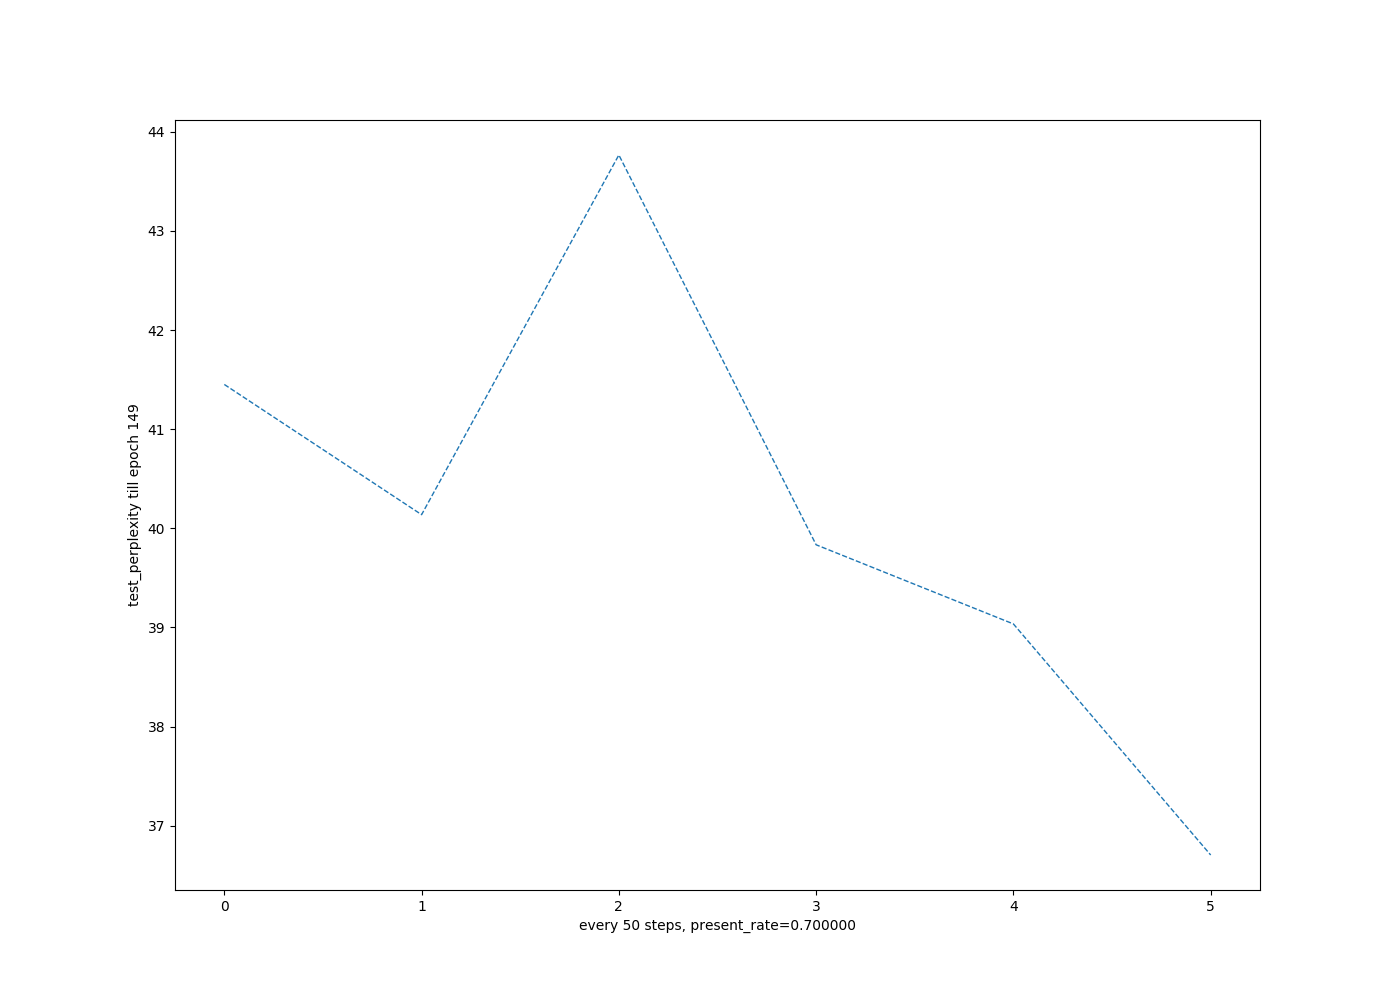 44
43
42
41
40
39
38
37
test_perplexity till epoch 149
0 1 2 3 4 5
every 50 steps, present_rate=0.700000